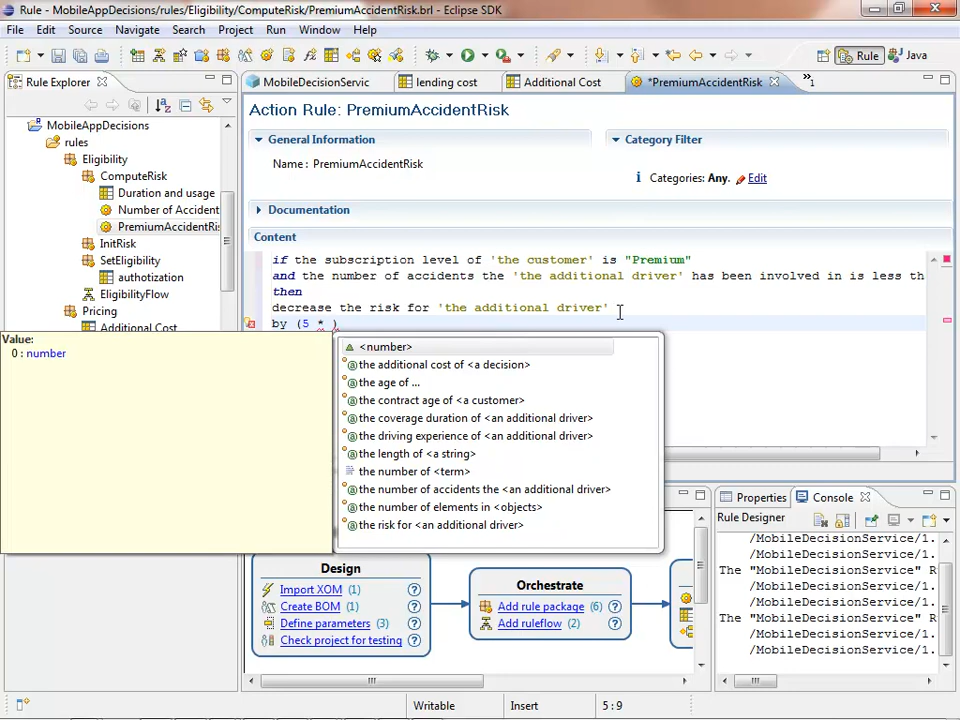 Rule - MobileAppDecisions/rules/Eligibility/ComputeRisk/PremiumAccidentRisk.brl - Eclipse SDK
File Edit Source Navigate Search Project Run Window Help
Rule Java
Rule Explorer
MobileDecisionServic lending cost Additional Cost *PremiumAccidentRisk »1
MobileAppDecisions
rules
Eligibility
ComputeRisk
Duration and usage
Number of Accident
PremiumAccidentRis
InitRisk
SetEligibility
authotization
EligibilityFlow
Pricing
Additional Cost
Action Rule: PremiumAccidentRisk
General Information
Name : PremiumAccidentRisk
Category Filter
Categories: Any. Edit
Documentation
Content
if the subscription level of 'the customer' is "Premium"
and the number of accidents the 'the additional driver' has been involved in is less th
then
decrease the risk for 'the additional driver'
by (5 * )
Value:
0 : number
<number>
the additional cost of <a decision>
the age of ...
the contract age of <a customer>
the coverage duration of <an additional driver>
the driving experience of <an additional driver>
the length of <a string>
the number of <term>
the number of accidents the <an additional driver>
the number of elements in <objects>
the risk for <an additional driver>
Design
Import XOM (1)
Create BOM (1)
Define parameters (3)
Check project for testing
Orchestrate
Add rule package (6)
Add ruleflow (2)
Properties Console
Rule Designer
/MobileDecisionService/1.
/MobileDecisionService/1.
The "MobileDecisionService" R
/MobileDecisionService/1.
/MobileDecisionService/1.
The "MobileDecisionService" R
/MobileDecisionService/1.
/MobileDecisionService/1.
Writable Insert 5:9